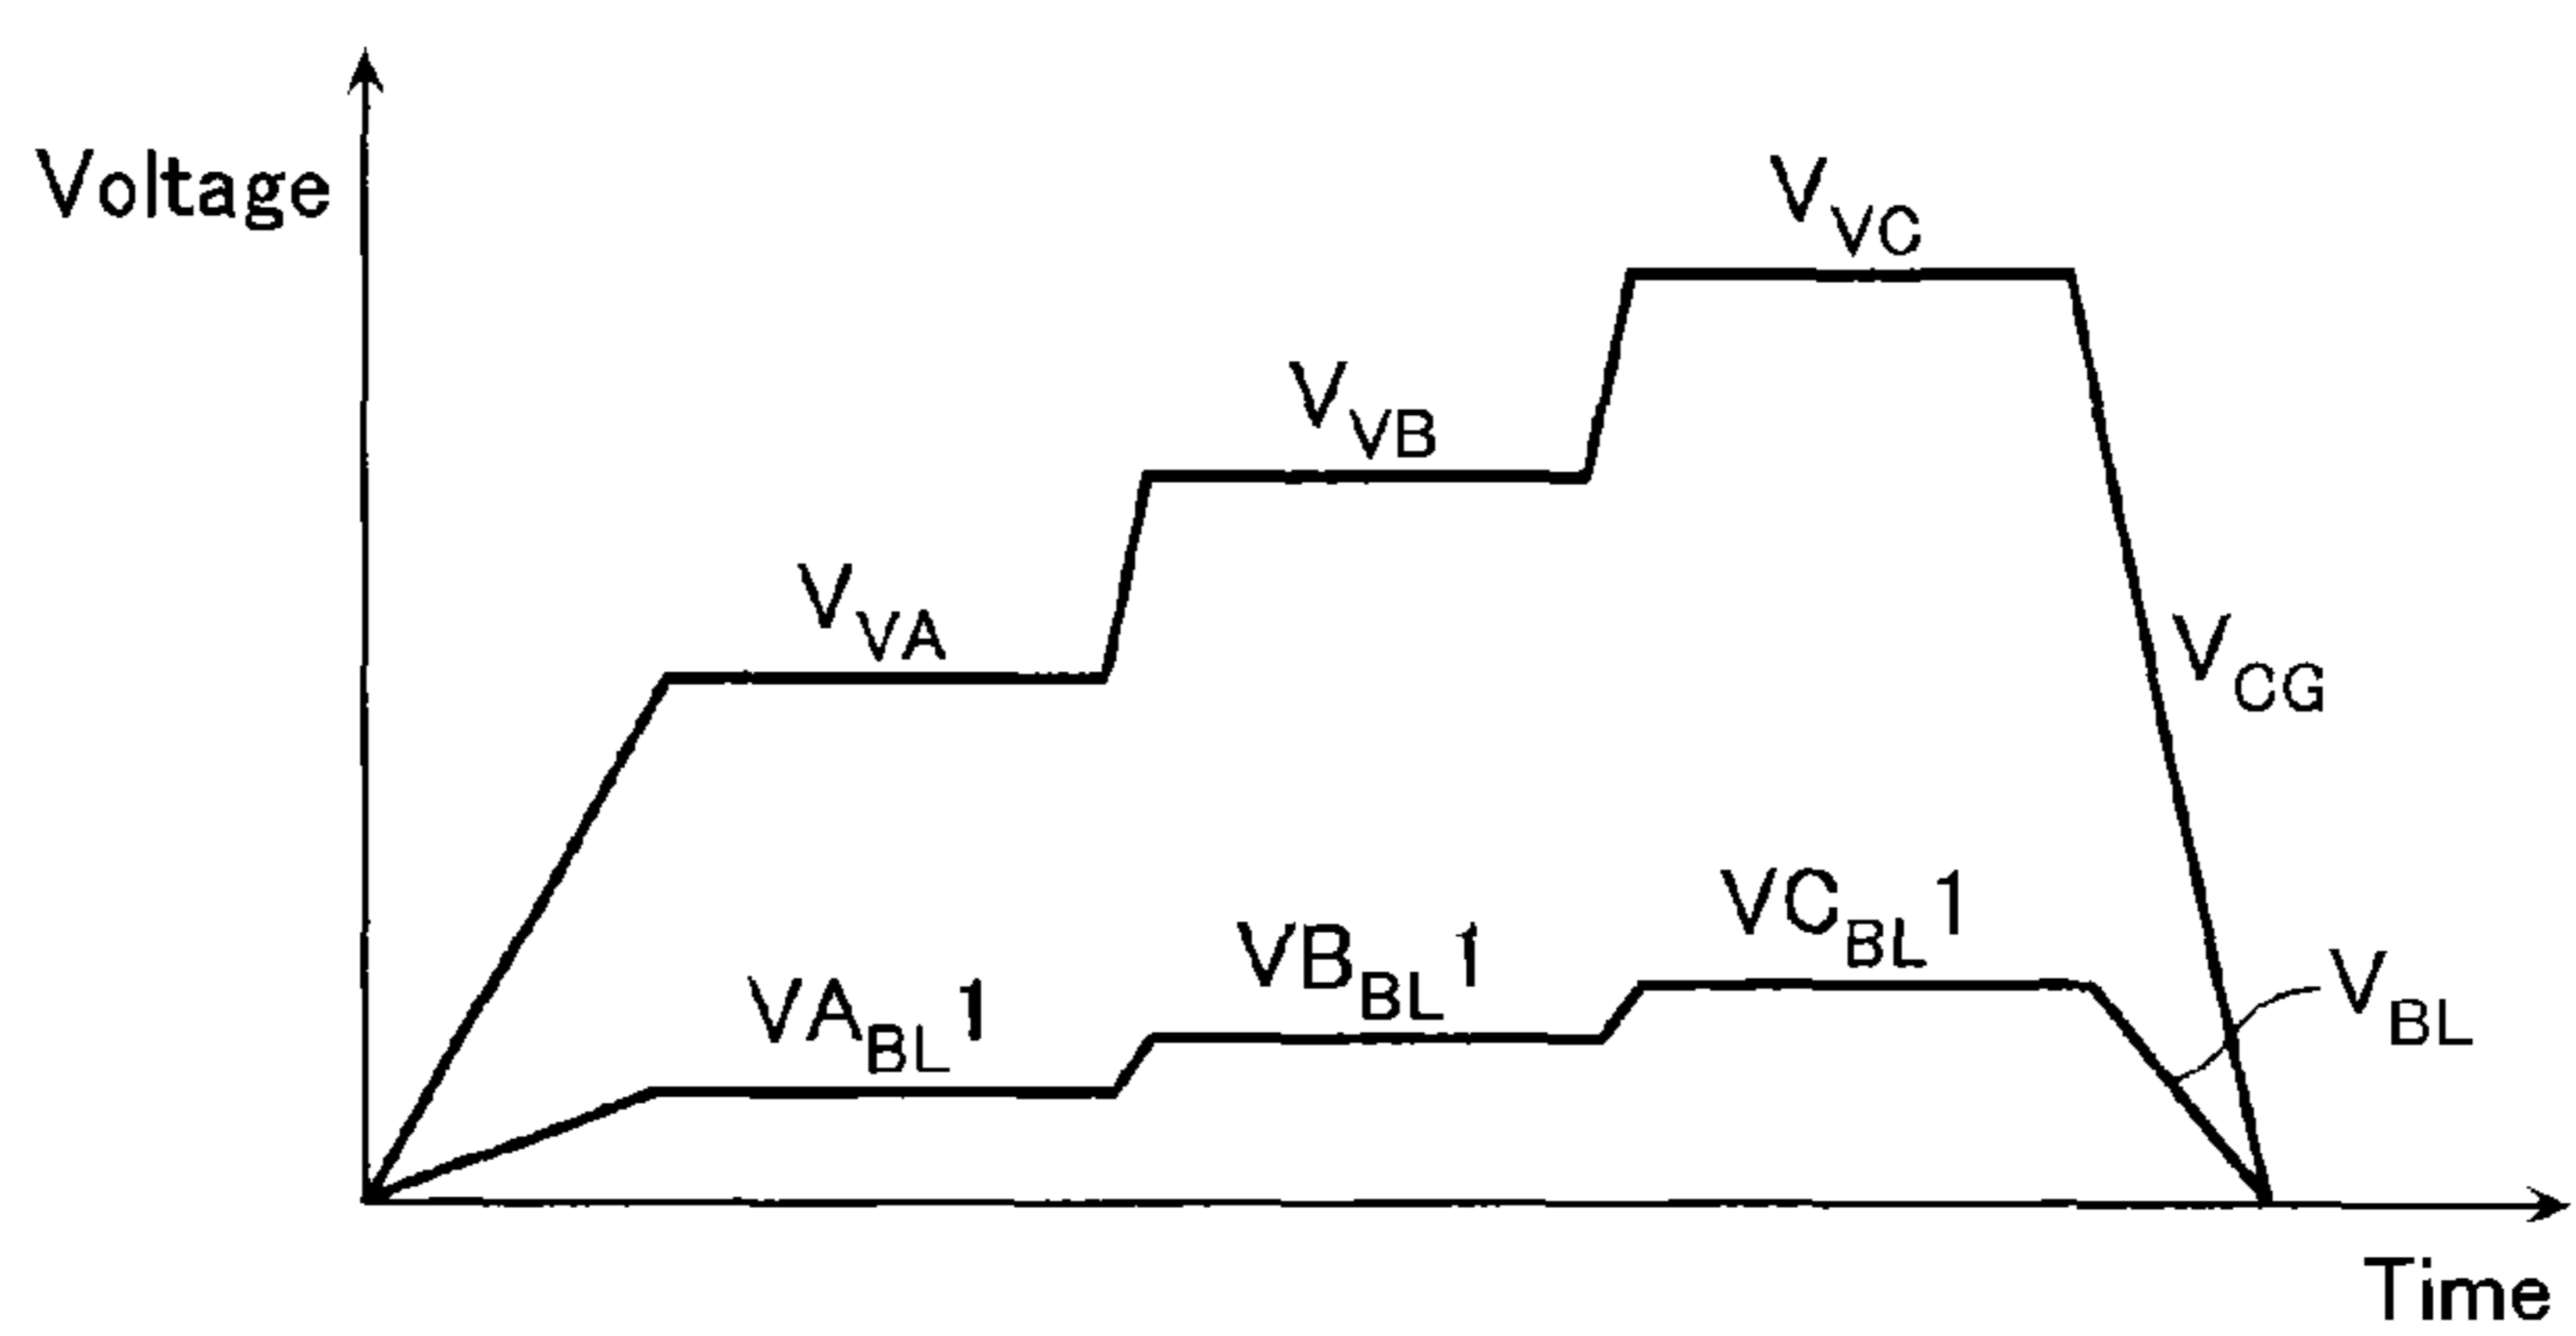 Voltage
V_VC
V_VB
V_VA
V_CG
VC_BL1
VB_BL1
VA_BL1
V_BL
Time